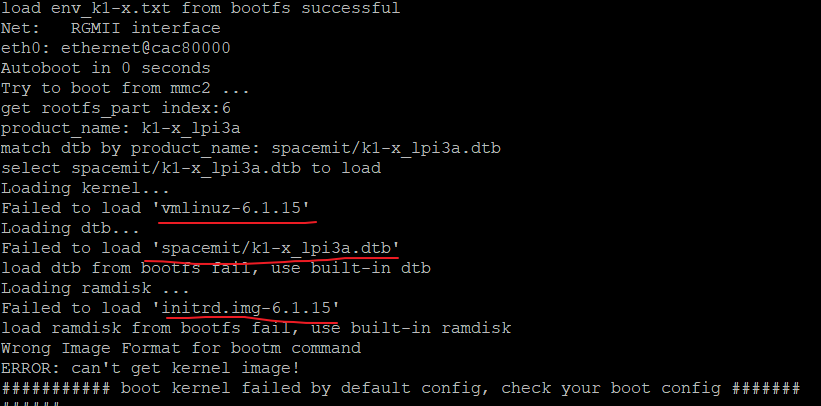 load env_k1-x.txt from bootfs successful
Net:   RGMII interface
eth0: ethernet@cac80000
Autoboot in 0 seconds
Try to boot from mmc2 ...
get rootfs_part index:6
product_name: k1-x_lpi3a
match dtb by product_name: spacemit/k1-x_lpi3a.dtb
select spacemit/k1-x_lpi3a.dtb to load
Loading kernel...
Failed to load 'vmlinuz-6.1.15'
Loading dtb...
Failed to load 'spacemit/k1-x_lpi3a.dtb'
load dtb from bootfs fail, use built-in dtb
Loading ramdisk ...
Failed to load 'initrd.img-6.1.15'
load ramdisk from bootfs fail, use built-in ramdisk
Wrong Image Format for bootm command
ERROR: can't get kernel image!
########### boot kernel failed by default config, check your boot config #######
######